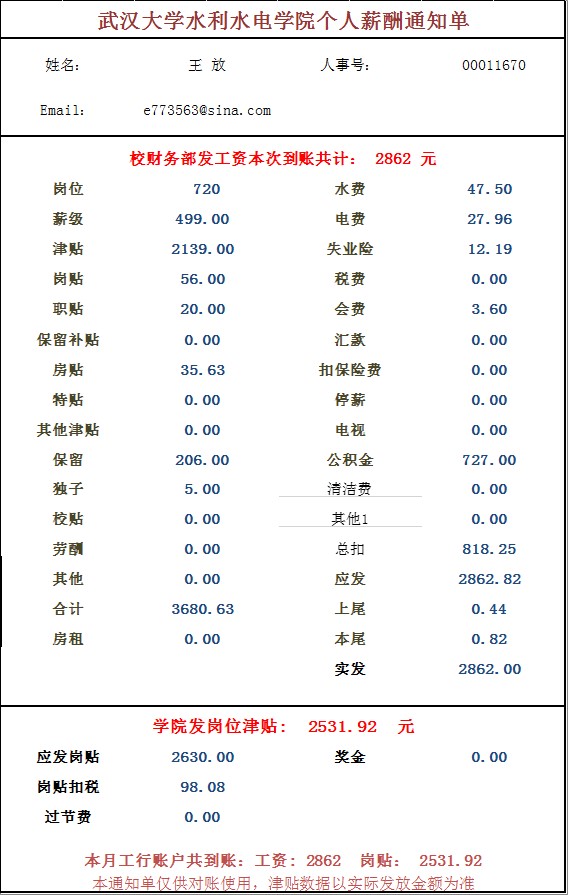 武汉大学水利水电学院个人薪酬通知单
姓名： 王 放 人事号： 00011670
Email： e773563@sina.com
校财务部发工资本次到账共计： 2862 元
岗位 720 水费 47.50
薪级 499.00 电费 27.96
津贴 2139.00 失业险 12.19
岗贴 56.00 税费 0.00
职贴 20.00 会费 3.60
保留补贴 0.00 汇款 0.00
房贴 35.63 扣保险费 0.00
特贴 0.00 停薪 0.00
其他津贴 0.00 电视 0.00
保留 206.00 公积金 727.00
独子 5.00 清洁费 0.00
校贴 0.00 其他1 0.00
劳酬 0.00 总扣 818.25
其他 0.00 应发 2862.82
合计 3680.63 上尾 0.44
房租 0.00 本尾 0.82
实发 2862.00
学院发岗位津贴： 2531.92 元
应发岗贴 2630.00 奖金 0.00
岗贴扣税 98.08
过节费 0.00
本月工行账户共到账：工资： 2862 岗贴： 2531.92
本通知单仅供对账使用，津贴数据以实际发放金额为准